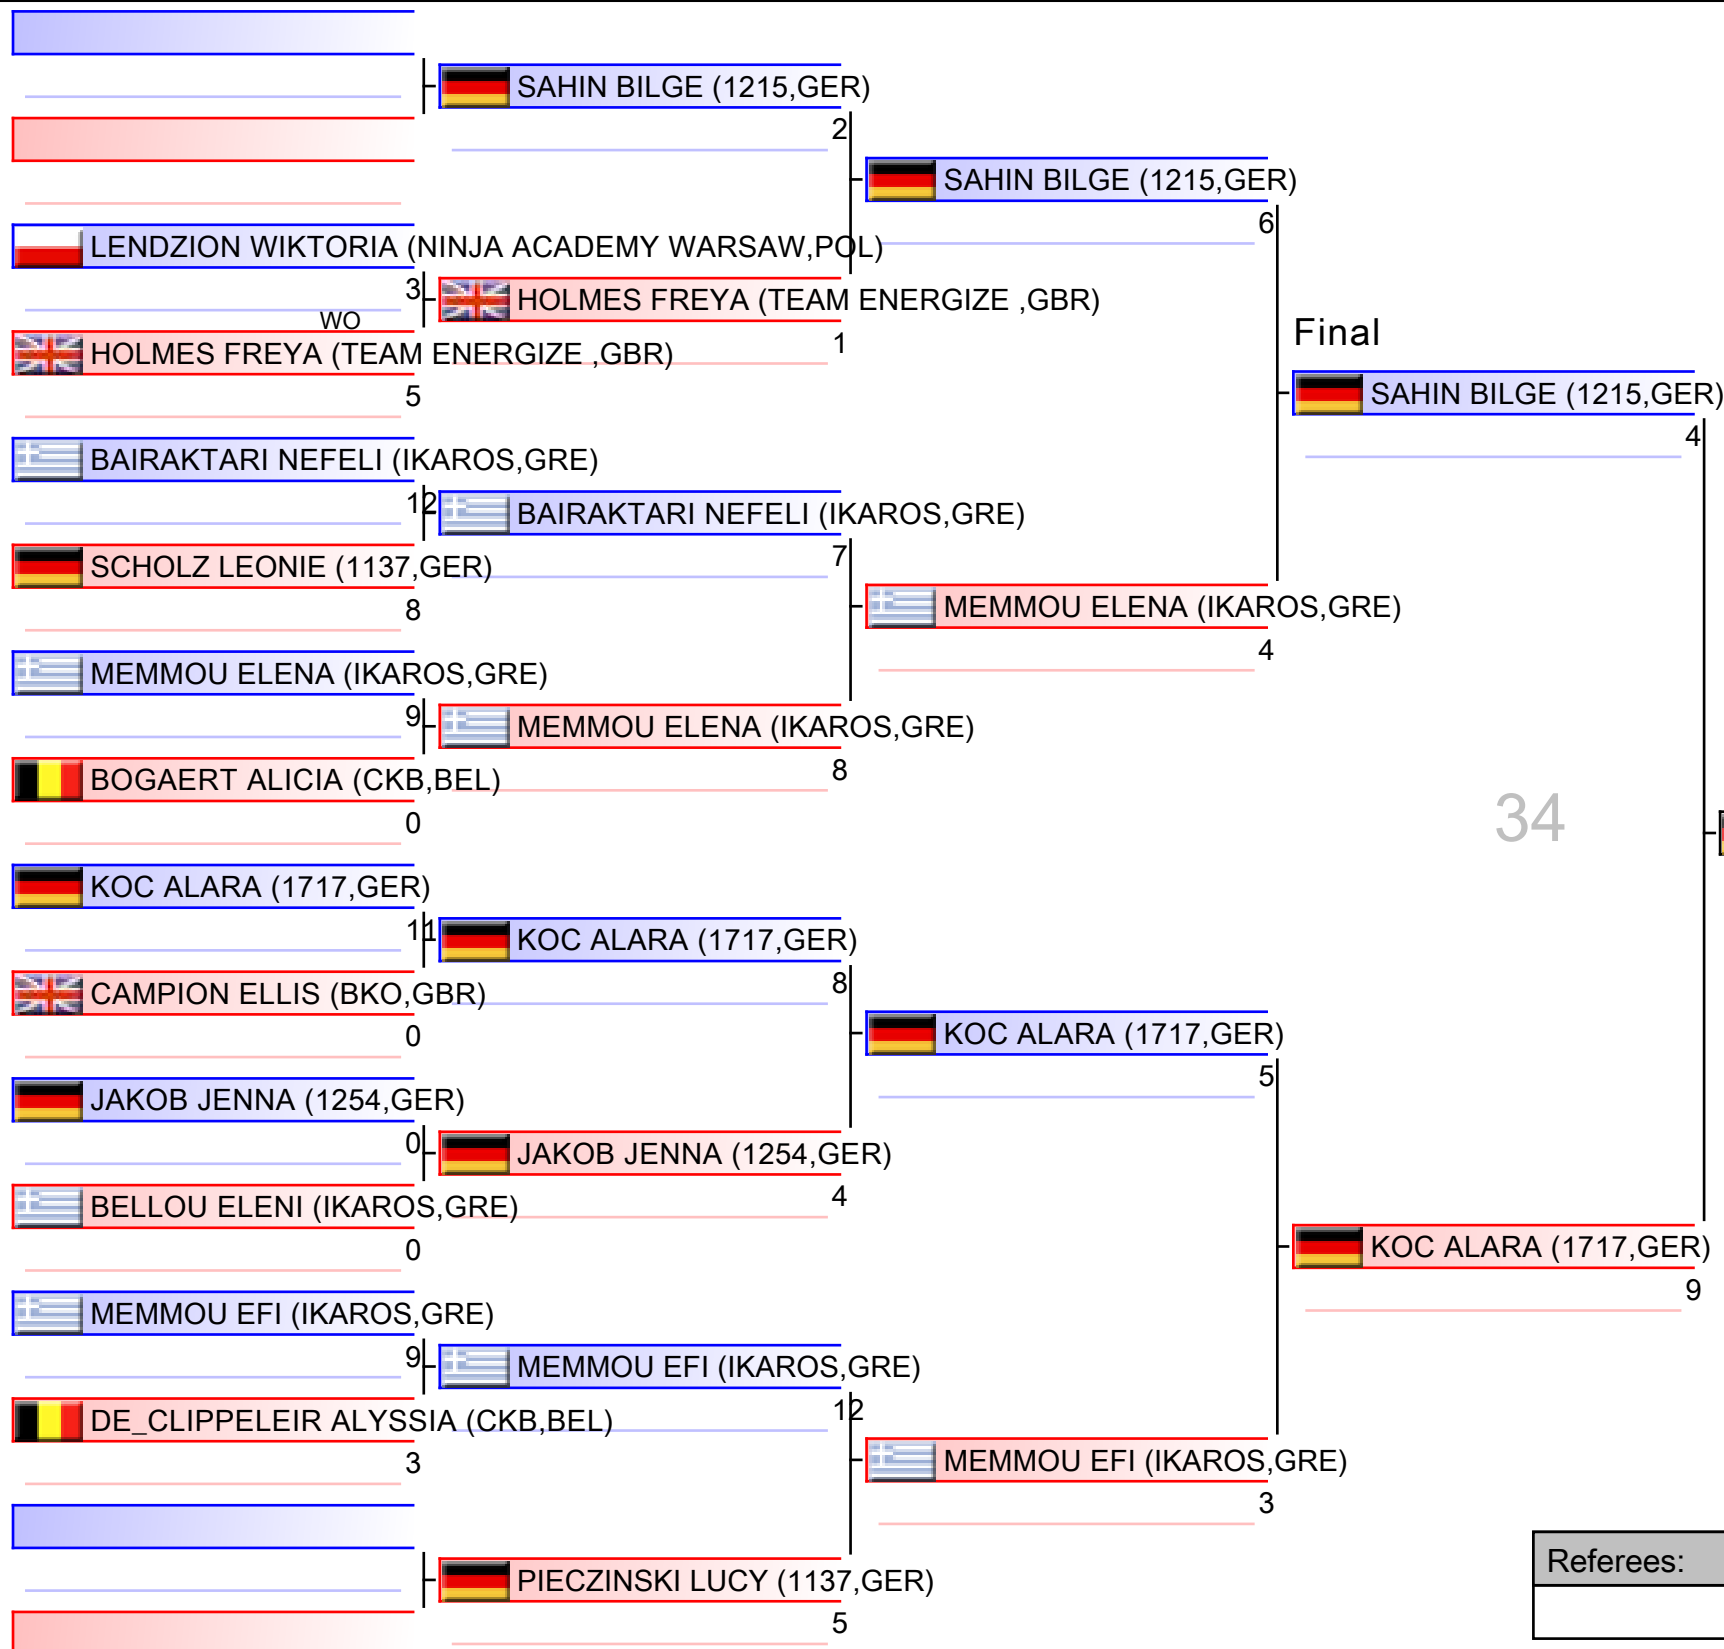 SAHIN BILGE (1215,GER)
2
SAHIN BILGE (1215,GER)
6
LENDZION WIKTORIA (NINJA ACADEMY WARSAW,POL)
3
HOLMES FREYA (TEAM ENERGIZE ,GBR)
1
WO
HOLMES FREYA (TEAM ENERGIZE ,GBR)
5
Final
SAHIN BILGE (1215,GER)
4
BAIRAKTARI NEFELI (IKAROS,GRE)
12
BAIRAKTARI NEFELI (IKAROS,GRE)
7
SCHOLZ LEONIE (1137,GER)
8
MEMMOU ELENA (IKAROS,GRE)
4
MEMMOU ELENA (IKAROS,GRE)
9
MEMMOU ELENA (IKAROS,GRE)
8
BOGAERT ALICIA (CKB,BEL)
0
34
KOC ALARA (1717,GER)
11
KOC ALARA (1717,GER)
8
CAMPION ELLIS (BKO,GBR)
0
KOC ALARA (1717,GER)
5
JAKOB JENNA (1254,GER)
0
JAKOB JENNA (1254,GER)
4
BELLOU ELENI (IKAROS,GRE)
0
KOC ALARA (1717,GER)
9
MEMMOU EFI (IKAROS,GRE)
9
MEMMOU EFI (IKAROS,GRE)
12
DE_CLIPPELEIR ALYSSIA (CKB,BEL)
3
MEMMOU EFI (IKAROS,GRE)
3
PIECZINSKI LUCY (1137,GER)
5
Referees: